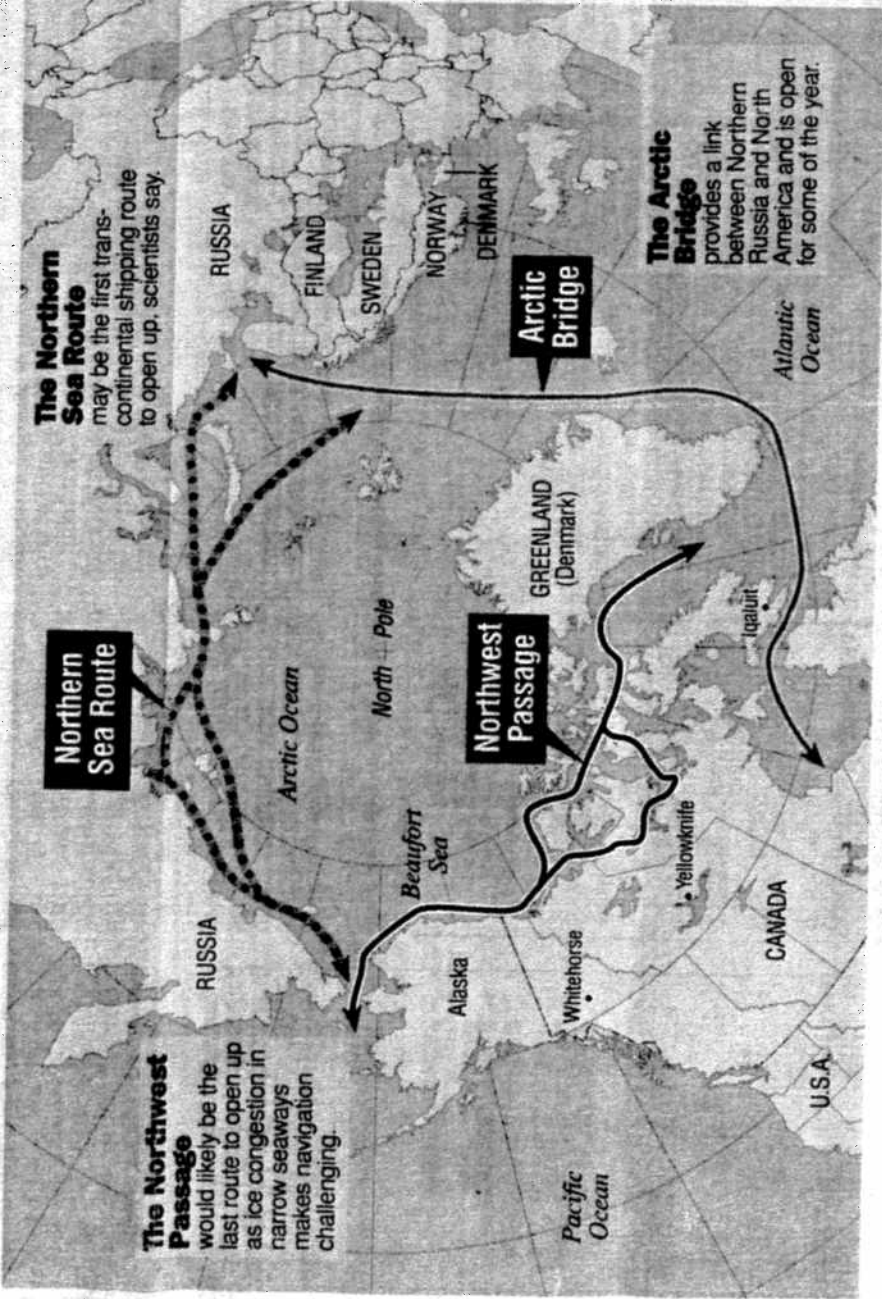 The Northwest
Passage
would likely be the
last route to open up
as ice congestion in
narrow seaways
makes navigation
challenging.
The Northern
Sea Route
may be the first trans-
continental shipping route
to open up, scientists say.
Northern
Sea Route
RUSSIA
RUSSIA
FINLAND
SWEDEN
NORWAY
DENMARK
Arctic Ocean
North Pole
Beaufort
Sea
Northwest
Passage
GREENLAND
(Denmark)
Arctic
Bridge
The Arctic
Bridge
provides a link
between Northern
Russia and North
America and is open
for some of the year.
Alaska
Whitehorse
Yellowknife
Iqaluit
Atlantic
Ocean
Pacific
Ocean
U.S.A.
CANADA